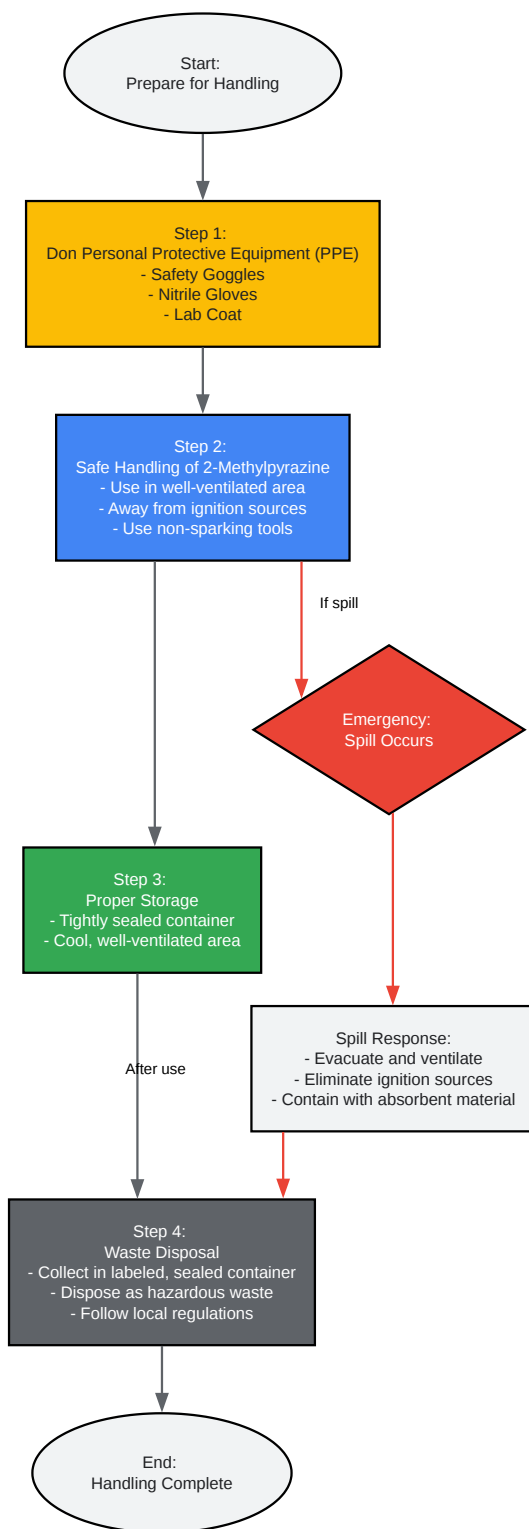 Start:
Prepare for Handling
Step 1:
Don Personal Protective Equipment (PPE)
- Safety Goggles
- Nitrile Gloves
- Lab Coat
Step 2:
Safe Handling of 2-Methylpyrazine
- Use in well-ventilated area
- Away from ignition sources
- Use non-sparking tools
If spill
Emergency:
Spill Occurs
Step 3:
Proper Storage
- Tightly sealed container
- Cool, well-ventilated area
Spill Response:
- Evacuate and ventilate
- Eliminate ignition sources
- Contain with absorbent material
After use
Step 4:
Waste Disposal
- Collect in labeled, sealed container
- Dispose as hazardous waste
- Follow local regulations
End:
Handling Complete